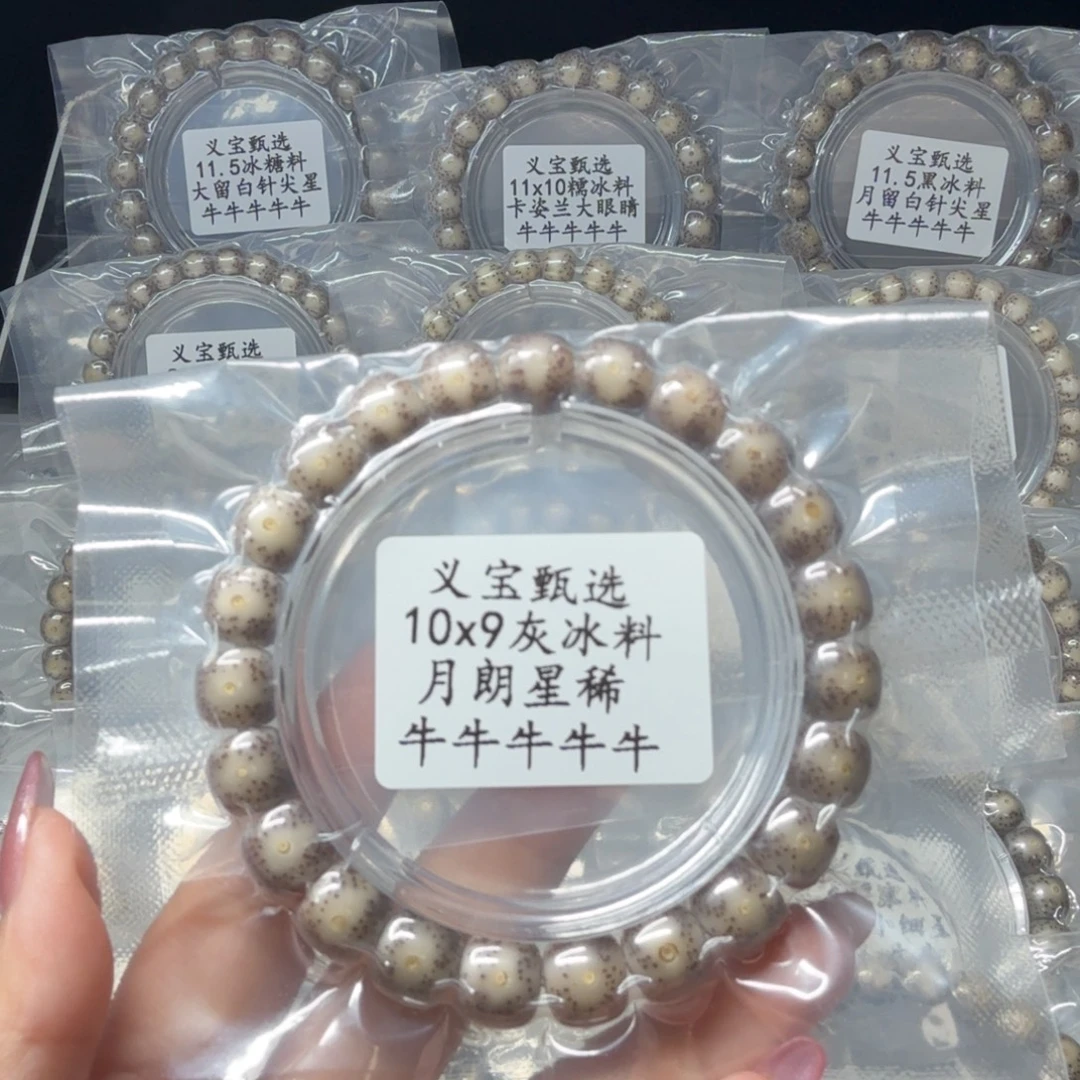 义宝甄选
11.5冰糖料
大留白针尖星
牛牛牛牛牛
义宝甄选
11x10糯冰料
卡姿兰大眼睛
牛牛牛牛牛
义宝甄选
11.5黑冰料
月留白针尖星
牛牛牛牛牛
义宝甄选
义宝甄选
10x9灰冰料
月朗星稀
牛牛牛牛牛